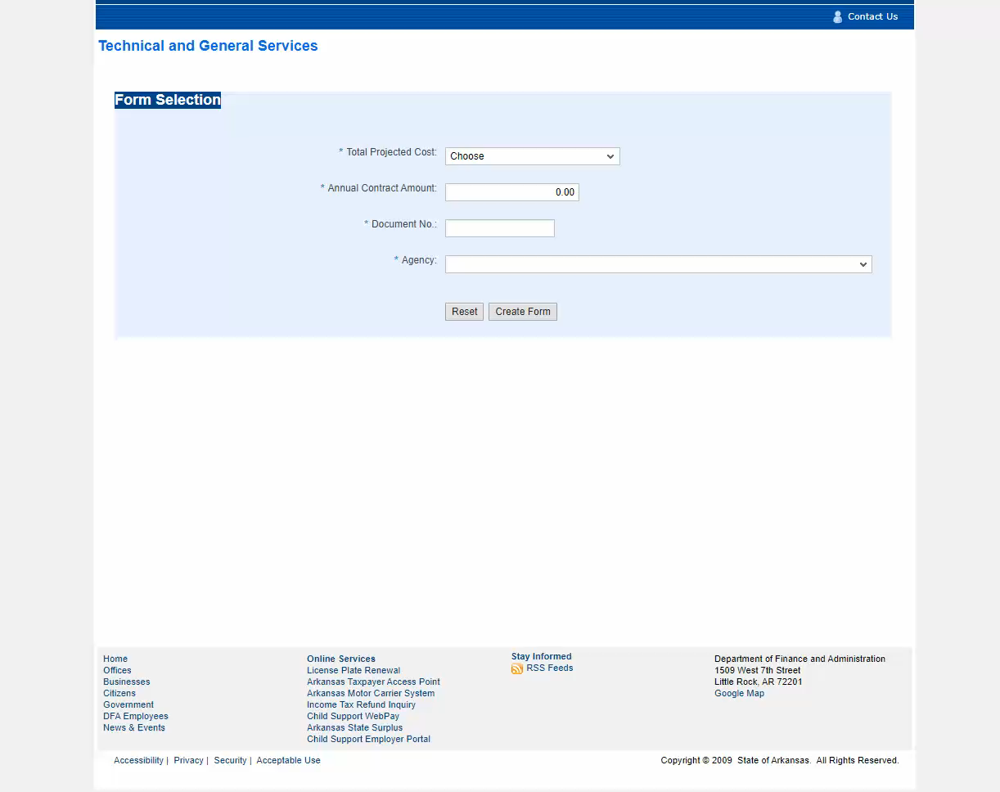 Contact Us
Technical and General Services
Form Selection
* Total Projected Cost: Choose
* Annual Contract Amount: 0.00
* Document No.:
* Agency:
Reset Create Form
Home
Offices
Businesses
Citizens
Government
DFA Employees
News & Events
Online Services
License Plate Renewal
Arkansas Taxpayer Access Point
Arkansas Motor Carrier System
Income Tax Refund Inquiry
Child Support WebPay
Arkansas State Surplus
Child Support Employer Portal
Stay Informed
RSS Feeds
Department of Finance and Administration
1509 West 7th Street
Little Rock, AR 72201
Google Map
Accessibility | Privacy | Security | Acceptable Use
Copyright © 2009 State of Arkansas. All Rights Reserved.